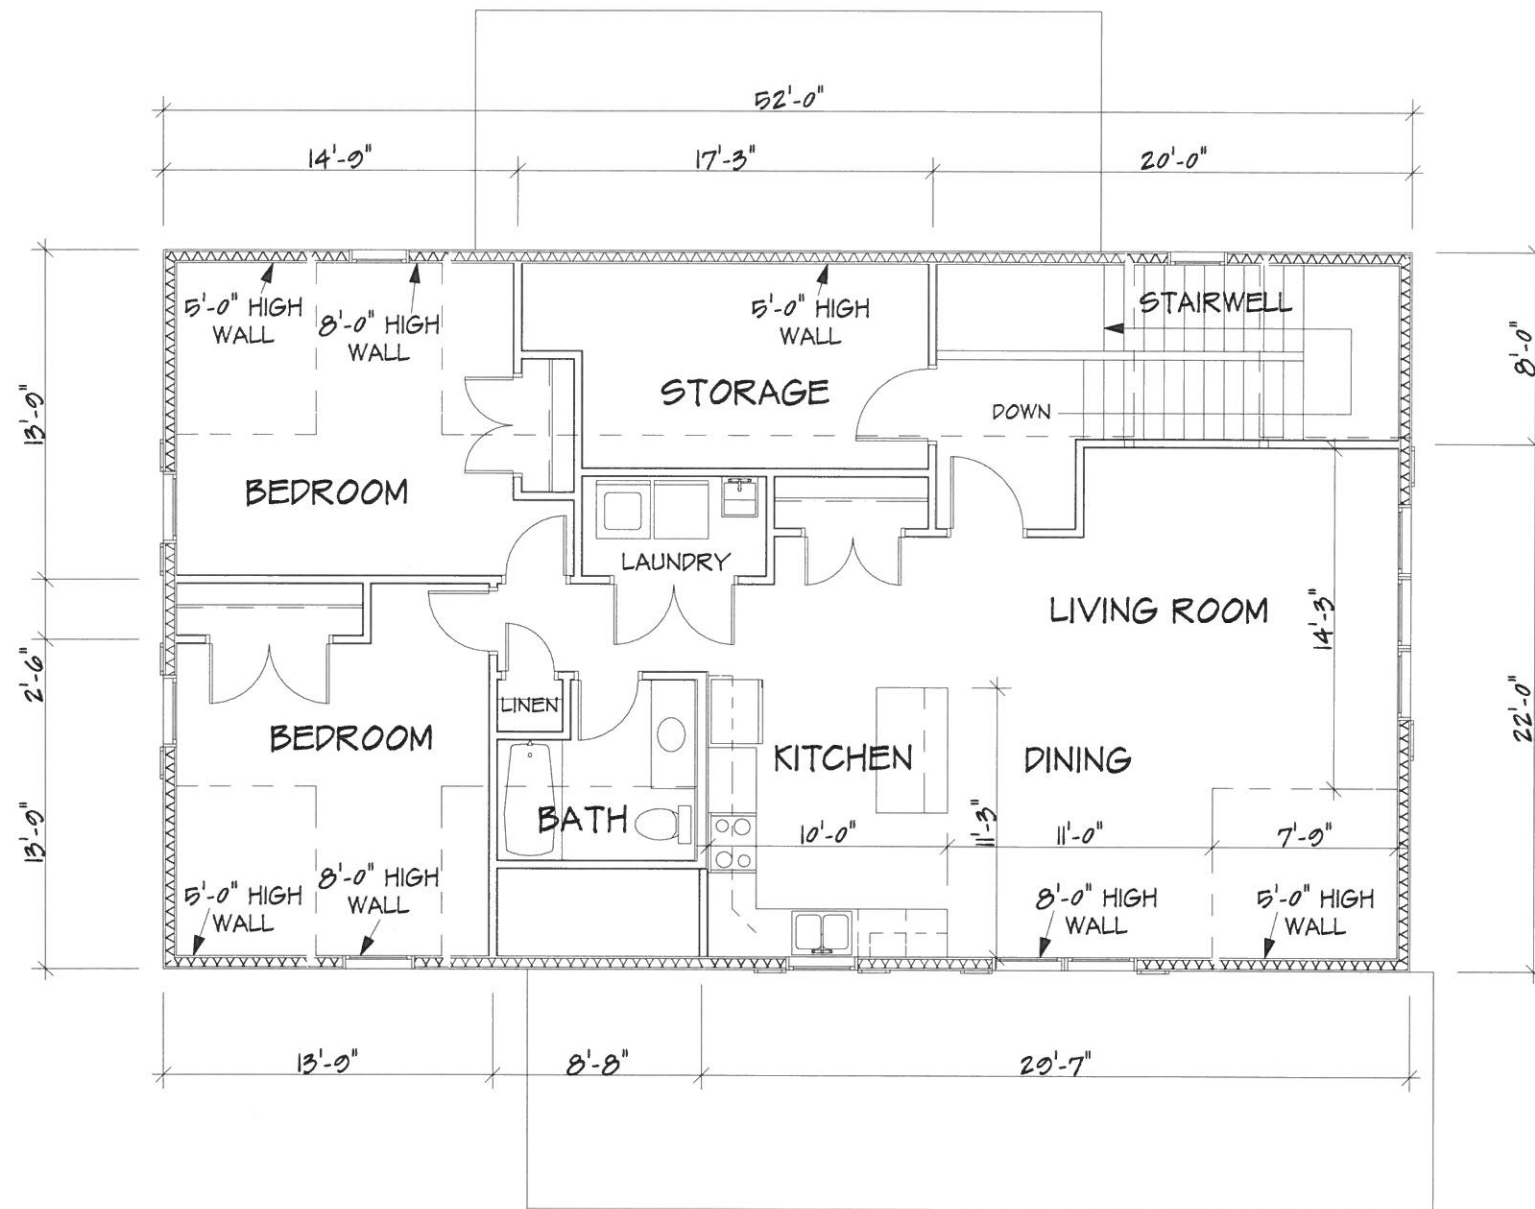 52'-0"
14'-9"
17'-3"
20'-0"
5'-0" HIGH
WALL
8'-0" HIGH
WALL
5'-0" HIGH
WALL
STAIRWELL
8'-0"
13'-9"
STORAGE
DOWN
BEDROOM
LAUNDRY
LIVING ROOM
14'-3"
2'-6"
LINEN
22'-0"
BEDROOM
KITCHEN
DINING
BATH
10'-0"
11'-3"
11'-0"
7'-9"
13'-9"
5'-0" HIGH
WALL
8'-0" HIGH
WALL
8'-0" HIGH
WALL
5'-0" HIGH
WALL
13'-9"
8'-8"
29'-7"